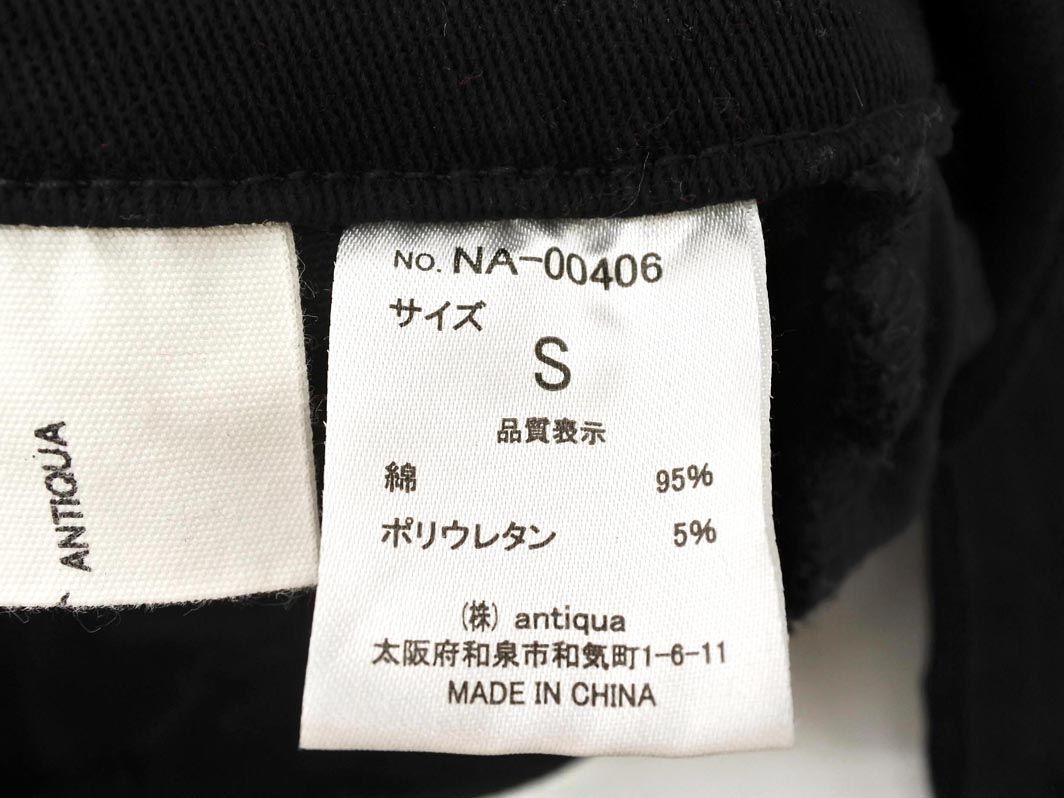 NO. NA-00406
サイズ
S
品質表示
綿 95%
ポリウレタン 5%
(株) antiqua
太阪府和泉市和気町1-6-11
MADE IN CHINA
ANTIQUA